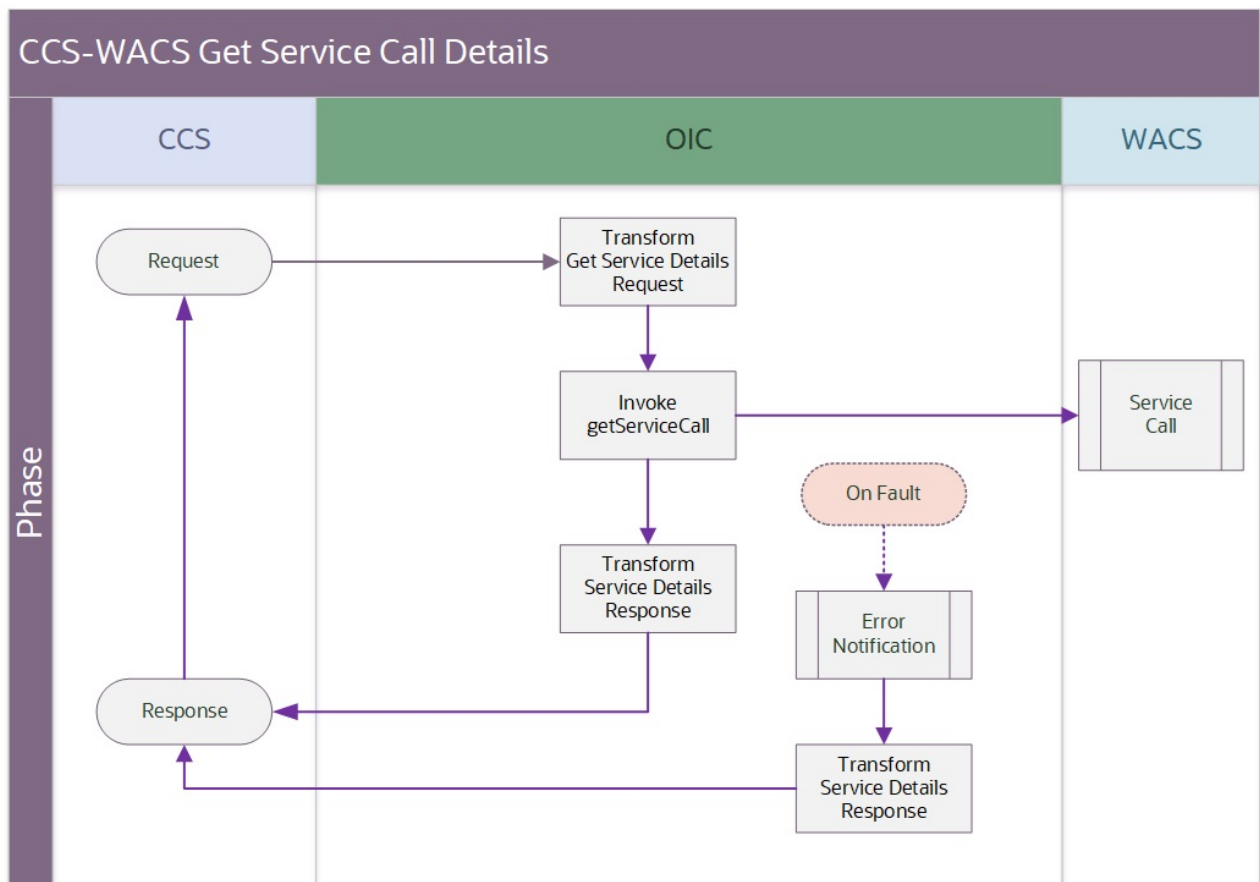 CCS-WACS Get Service Call Details
Phase
CCS
OIC
WACS
Request
Transform
Get Service Details
Request
Invoke
getServiceCall
Service
Call
On Fault
Transform
Service Details
Response
Error
Notification
Response
Transform
Service Details
Response